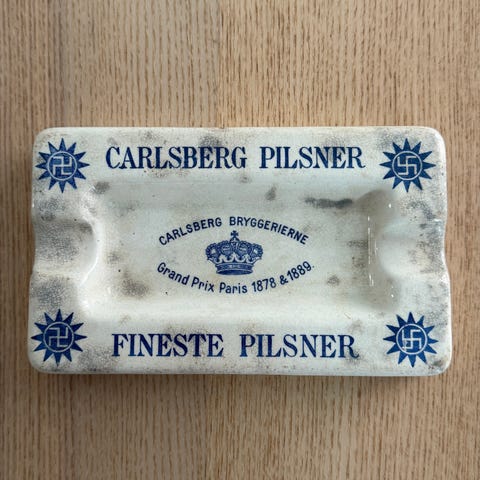 CARLSBERG PILSNER
CARLSBERG BRYGGERIERNE
Grand Prix Paris 1878 & 1889.
FINESTE PILSNER